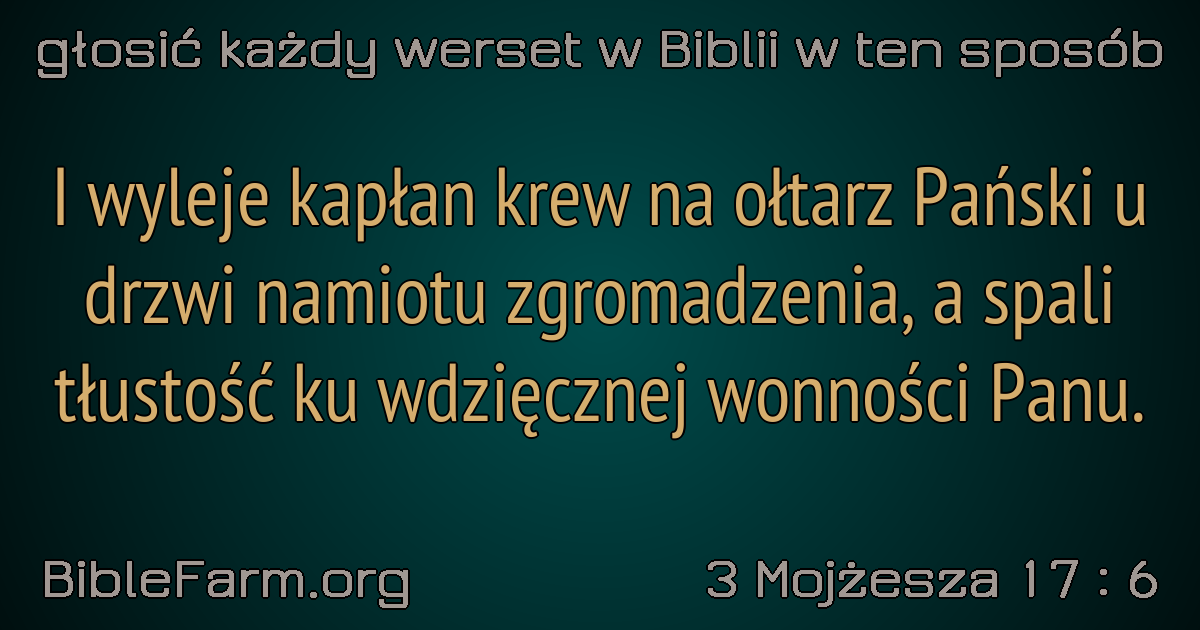 głosić każdy werset w Biblii w ten sposób
I wyleje kapłan krew na ołtarz Pański u
drzwi namiotu zgromadzenia, a spali
tłustość ku wdzięcznej wonności Panu.
BibleFarm.org
3 Mojżesza 17 : 6